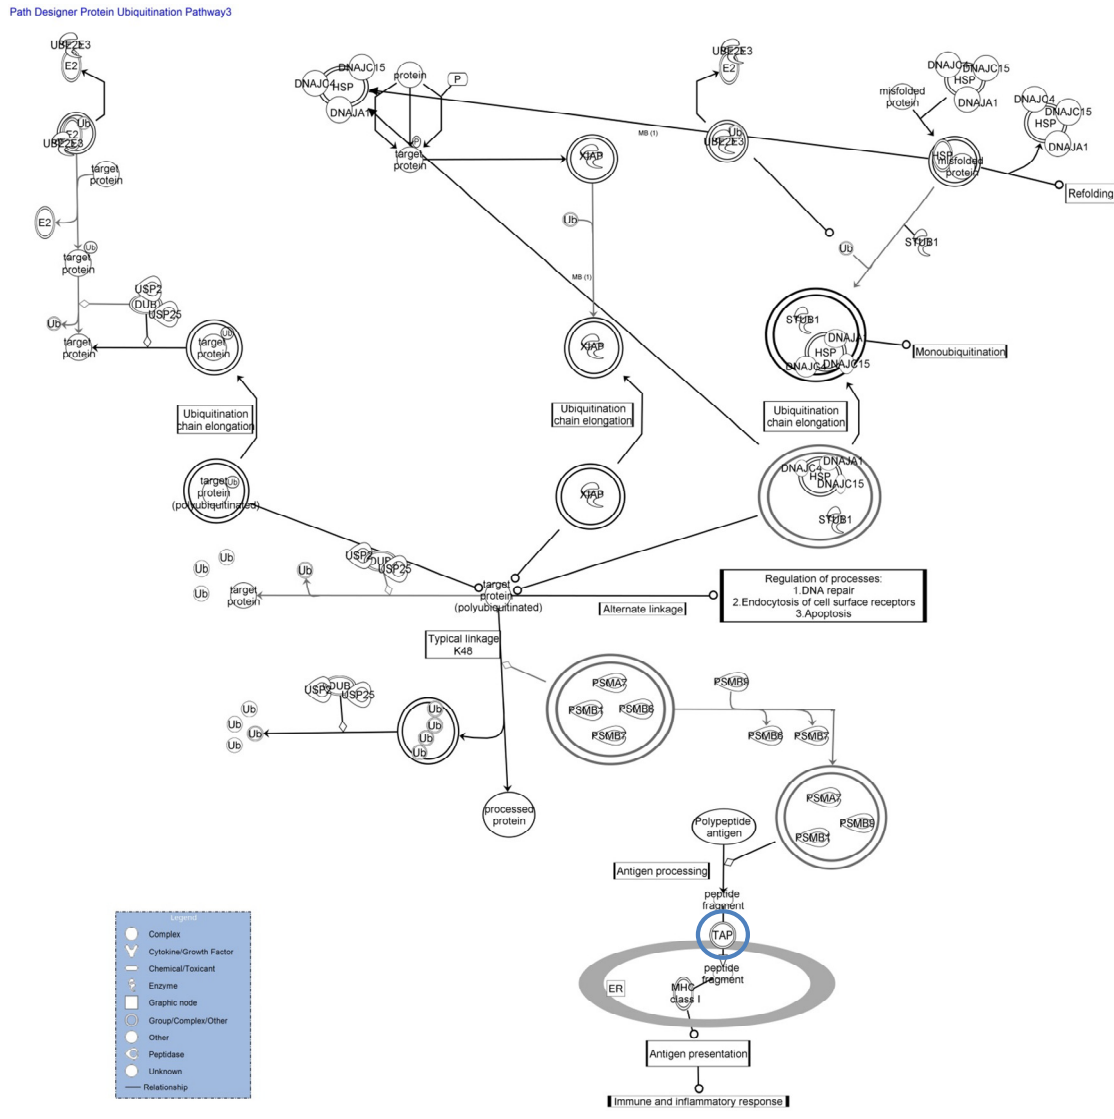 Path Designer Protein Ubiquitination Pathway3
UBE2E3
E2
DNAJC15
DNAJC4
HSP
DNAJA1
protein
P
UBE2E3
E2
DNAJC4
DNAJC15
HSP
DNAJA1
misfolded
protein
DNAJC4
DNAJC15
HSP
DNAJA1
E2
Ub
UBE2E3
P
target
protein
MB (1)
XIAP
Ub
UBE2E3
HSP
misfolded
protein
Refolding
target
protein
E2
Ub
Ub
STUB1
Ub
target
protein
MB (1)
USP2
DUB
USP25
Ub
target
protein
Ub
target
protein
XIAP
STUB1
DNAJA1
HSP
DNAJC4
DNAJC15
Monoubiquitination
Ubiquitination
chain elongation
Ubiquitination
chain elongation
Ubiquitination
chain elongation
target
protein
(polyubiquitinated)
Ub
XIAP
DNAJC4
DNAJA1
HSP
DNAJC15
STUB1
Ub
Ub
Ub
Ub
USP2
DUB
USP25
target
protein
target
protein
(polyubiquitinated)
Alternate linkage
Regulation of processes:
1.DNA repair
2.Endocytosis of cell surface receptors
3.Apoptosis
Typical linkage
K48
PSMA7
PSMB1
PSMB6
PSMB7
PSMB9
PSMB6
PSMB7
USP2
DUB
USP25
Ub
Ub
Ub
Ub
Ub
Ub
Ub
Ub
processed
protein
PSMA7
PSMB9
PSMB1
Polypeptide
antigen
Antigen processing
peptide
fragment
TAP
peptide
fragment
ER
MHC
class I
Antigen presentation
Immune and inflammatory response
Legend
Complex
Cytokine/Growth Factor
Chemical/Toxicant
Enzyme
Graphic node
Group/Complex/Other
Other
Peptidase
Unknown
Relationship